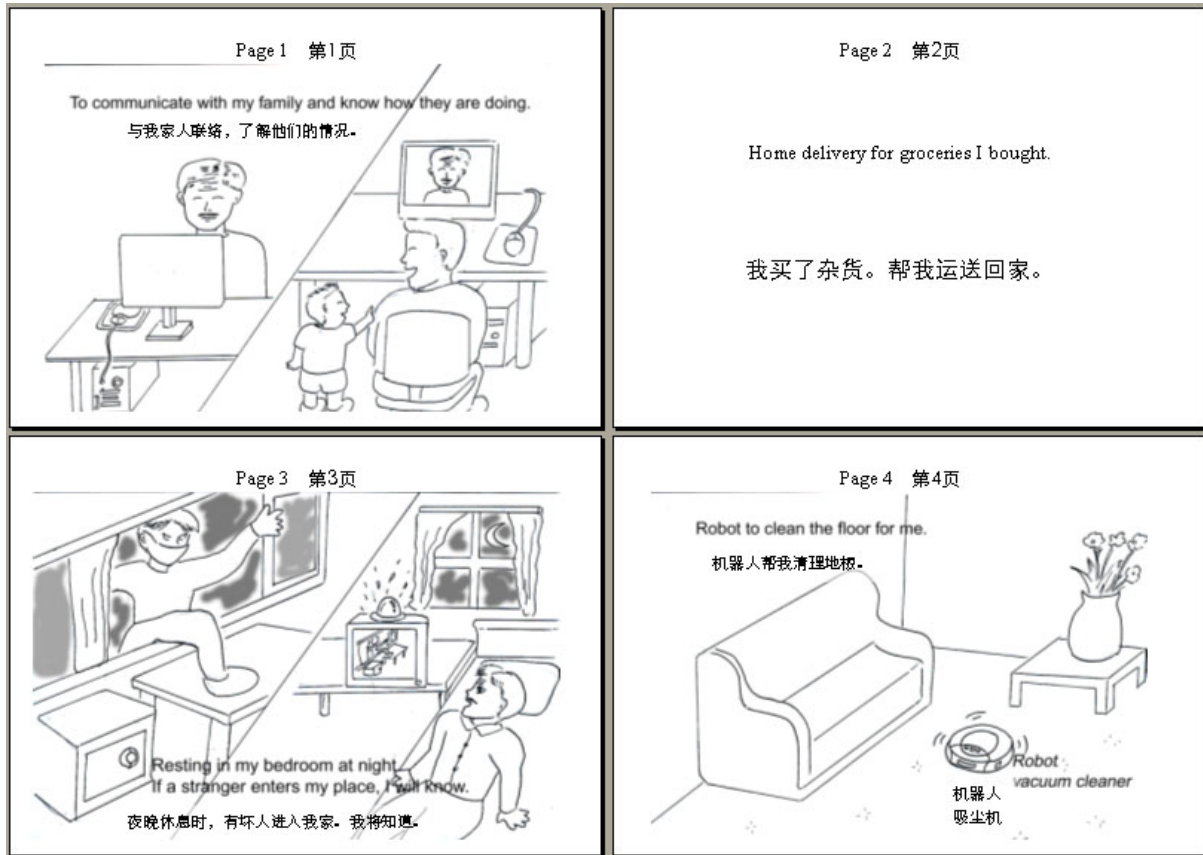 Page 1 第1页
To communicate with my family and know how they are doing.
与我家人联络，了解他们的情况。
Page 2 第2页
Home delivery for groceries I bought.
我买了杂货。帮我运送回家。
Page 3 第3页
Resting in my bedroom at night.
If a stranger enters my place, I will know.
夜晚休息时，有坏人进入我家。我将知道。
Page 4 第4页
Robot to clean the floor for me.
机器人帮我清理地板。
Robot
vacuum cleaner
机器人
吸尘机